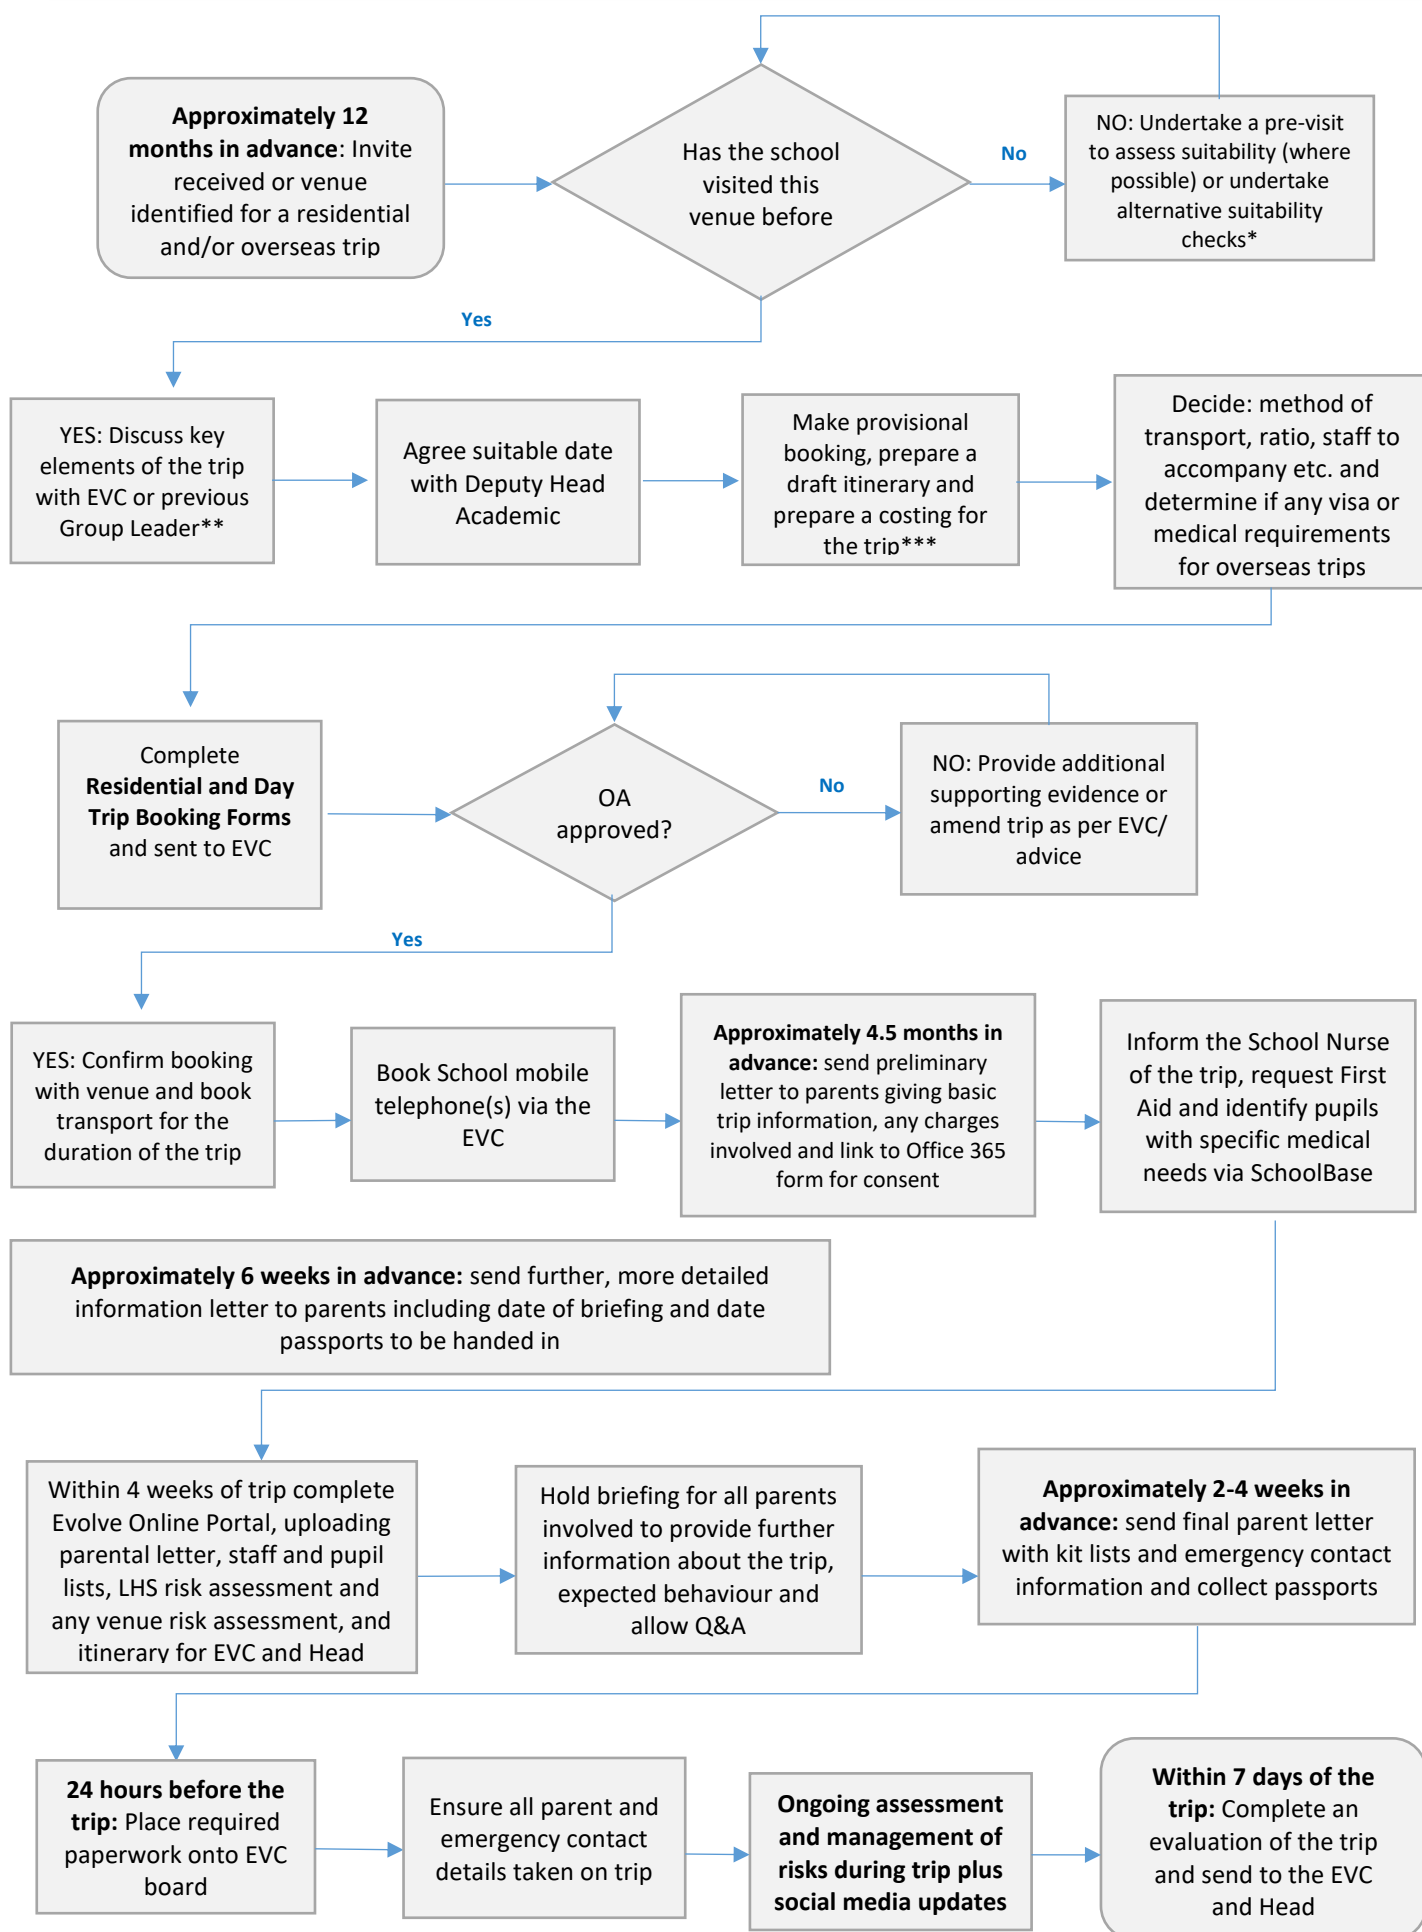 Approximately 12
months in advance: Invite
received or venue
identified for a residential
and/or overseas trip
Has the school
visited this
venue before
No
NO: Undertake a pre-visit
to assess suitability (where
possible) or undertake
alternative suitability
checks*
Yes
YES: Discuss key
elements of the trip
with EVC or previous
Group Leader**
Agree suitable date
with Deputy Head
Academic
Make provisional
booking, prepare a
draft itinerary and
prepare a costing for
the trip***
Decide: method of
transport, ratio, staff to
accompany etc. and
determine if any visa or
medical requirements
for overseas trips
Complete
Residential and Day
Trip Booking Forms
and sent to EVC
OA
approved?
No
NO: Provide additional
supporting evidence or
amend trip as per EVC/
advice
Yes
YES: Confirm booking
with venue and book
transport for the
duration of the trip
Book School mobile
telephone(s) via the
EVC
Approximately 4.5 months in
advance: send preliminary
letter to parents giving basic
trip information, any charges
involved and link to Office 365
form for consent
Inform the School Nurse
of the trip, request First
Aid and identify pupils
with specific medical
needs via SchoolBase
Approximately 6 weeks in advance: send further, more detailed
information letter to parents including date of briefing and date
passports to be handed in
Within 4 weeks of trip complete
Evolve Online Portal, uploading
parental letter, staff and pupil
lists, LHS risk assessment and
any venue risk assessment, and
itinerary for EVC and Head
Hold briefing for all parents
involved to provide further
information about the trip,
expected behaviour and
allow Q&A
Approximately 2-4 weeks in
advance: send final parent letter
with kit lists and emergency contact
information and collect passports
24 hours before the
trip: Place required
paperwork onto EVC
board
Ensure all parent and
emergency contact
details taken on trip
Ongoing assessment
and management of
risks during trip plus
social media updates
Within 7 days of the
trip: Complete an
evaluation of the trip
and send to the EVC
and Head